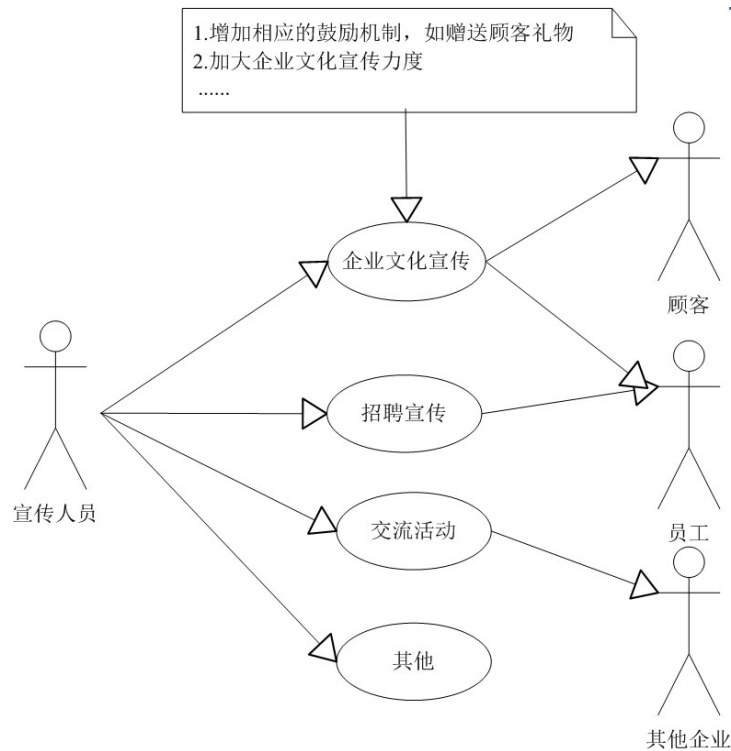 1.增加相应的鼓励机制，如赠送顾客礼物
2.加大企业文化宣传力度
......
企业文化宣传
顾客
招聘宣传
宣传人员
员工
交流活动
其他
其他企业